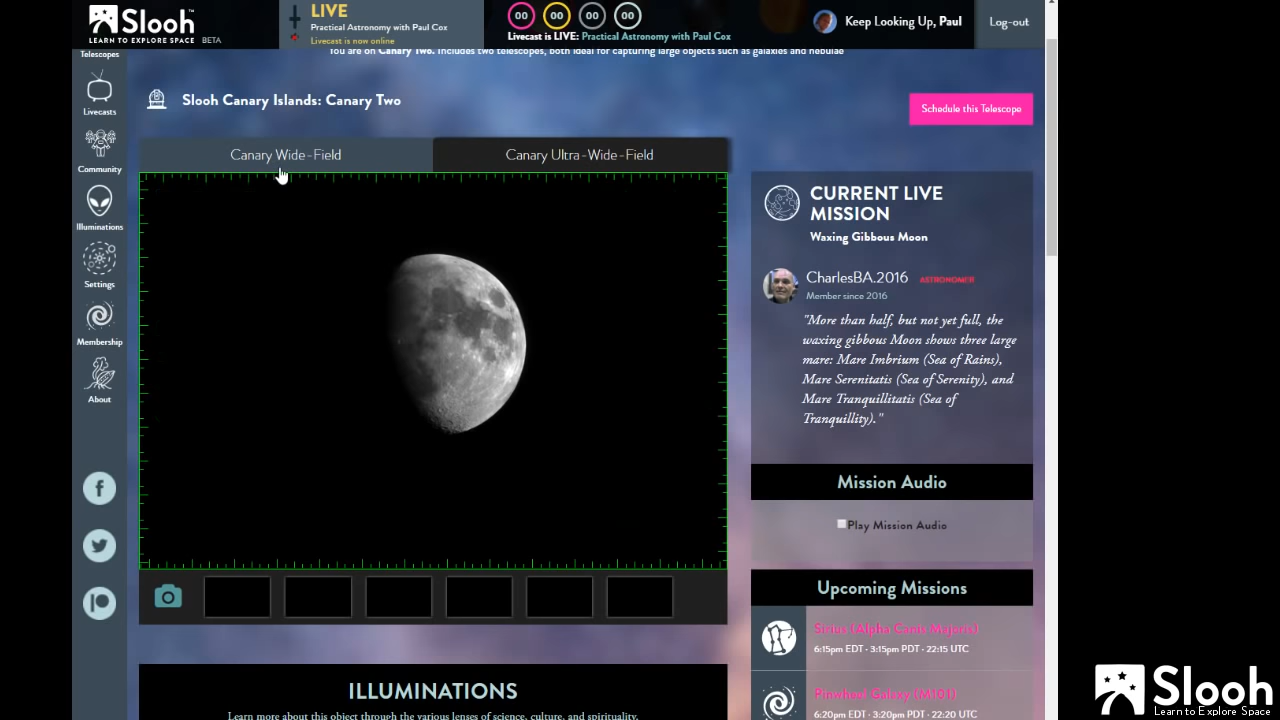 Slooh
LEARN TO EXPLORE SPACE
BETA
LIVE
Practical Astronomy with Paul Cox
Livecast is now online
00 00 00 00
Livecast is LIVE: Practical Astronomy with Paul Cox
Keep Looking Up, Paul
Log-out
You are on Canary Two. Includes two telescopes, both ideal for capturing large objects such as galaxies and nebulae
Telescopes
Livecasts
Community
Illuminations
Settings
Membership
About
Slooh Canary Islands: Canary Two
Schedule this Telescope
Canary Wide-Field
Canary Ultra-Wide-Field
CURRENT LIVE
MISSION
Waxing Gibbous Moon
CharlesBA.2016 ASTRONOMER
Member since 2016
"More than half, but not yet full, the
waxing gibbous Moon shows three large
mare: Mare Imbrium (Sea of Rains),
Mare Serenitatis (Sea of Serenity), and
Mare Tranquillitatis (Sea of
Tranquillity)."
Mission Audio
Play Mission Audio
Upcoming Missions
Sirius (Alpha Canis Majoris)
6:15pm EDT · 3:15pm PDT · 22:15 UTC
Pinwheel Galaxy (M101)
6:20pm EDT · 3:20pm PDT · 22:20 UTC
ILLUMINATIONS
Learn more about this object through the various lenses of science, culture, and spirituality.
Slooh
Learn to Explore Space